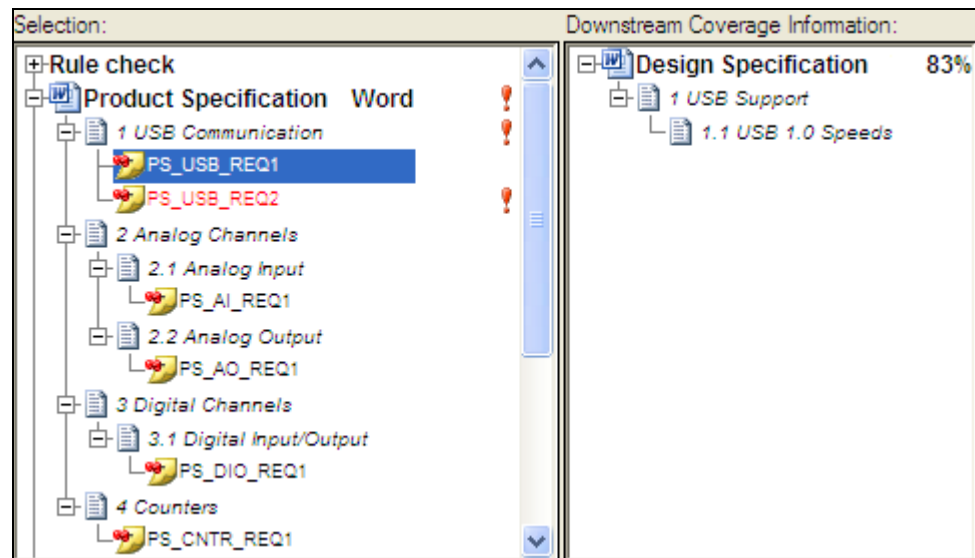 Selection:
Rule check
Product Specification Word
1 USB Communication
PS_USB_REQ1
PS_USB_REQ2
2 Analog Channels
2.1 Analog Input
PS_AI_REQ1
2.2 Analog Output
PS_AO_REQ1
3 Digital Channels
3.1 Digital Input/Output
PS_DIO_REQ1
4 Counters
PS_CNTR_REQ1
Downstream Coverage Information:
Design Specification 83%
1 USB Support
1.1 USB 1.0 Speeds